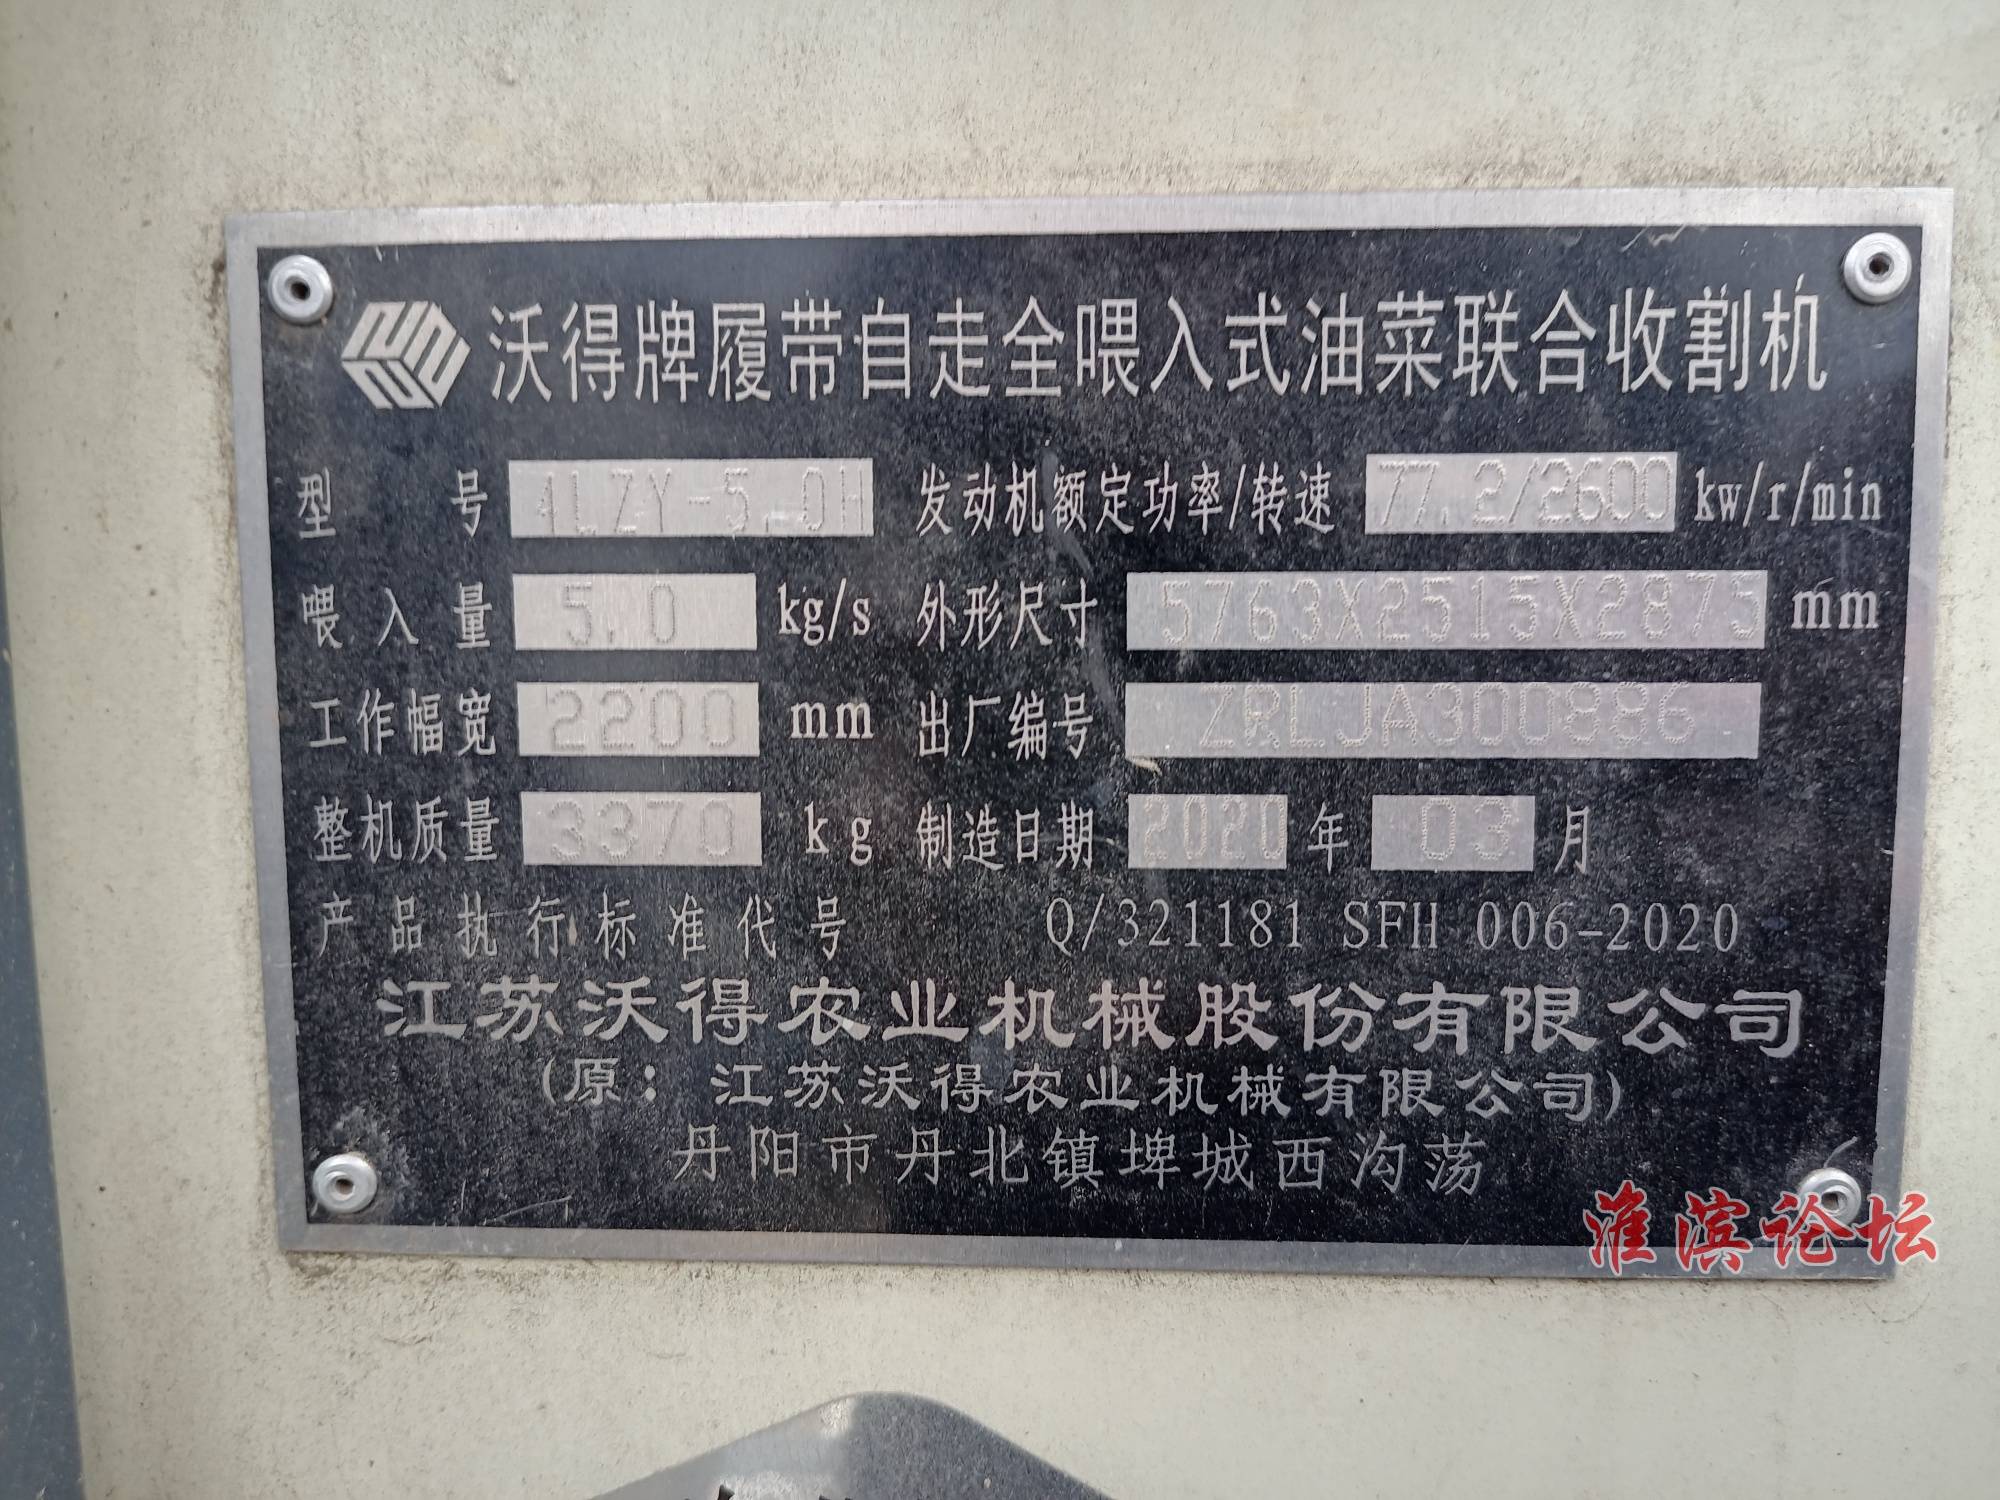 沃得牌履带自走全喂入式油菜联合收割机
型号 4LZY-5.0H 发动机额定功率/转速 77.2/2600 kw/r/min
喂入量 5.0 kg/s 外形尺寸 5763X2515X2875 mm
工作幅宽 2200 mm 出厂编号 ZRLJA300886
整机质量 3370 kg 制造日期 2020 年 03 月
产品执行标准代号 Q/321181 SFH 006-2020
江苏沃得农业机械股份有限公司
(原：江苏沃得农业机械有限公司)
丹阳市丹北镇埤城西沟荡
淮滨论坛